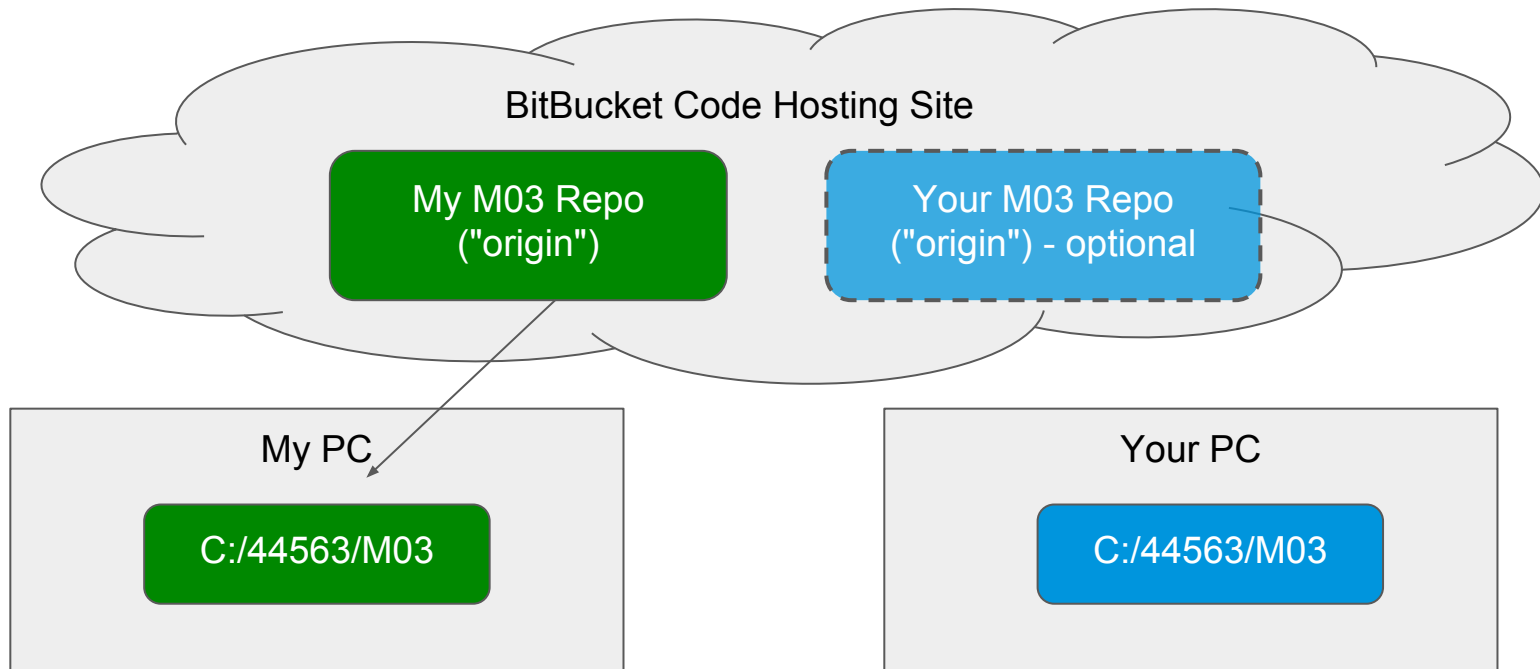 BitBucket Code Hosting Site
My M03 Repo
("origin")
Your M03 Repo
("origin") - optional
My PC
Your PC
C:/44563/M03
C:/44563/M03